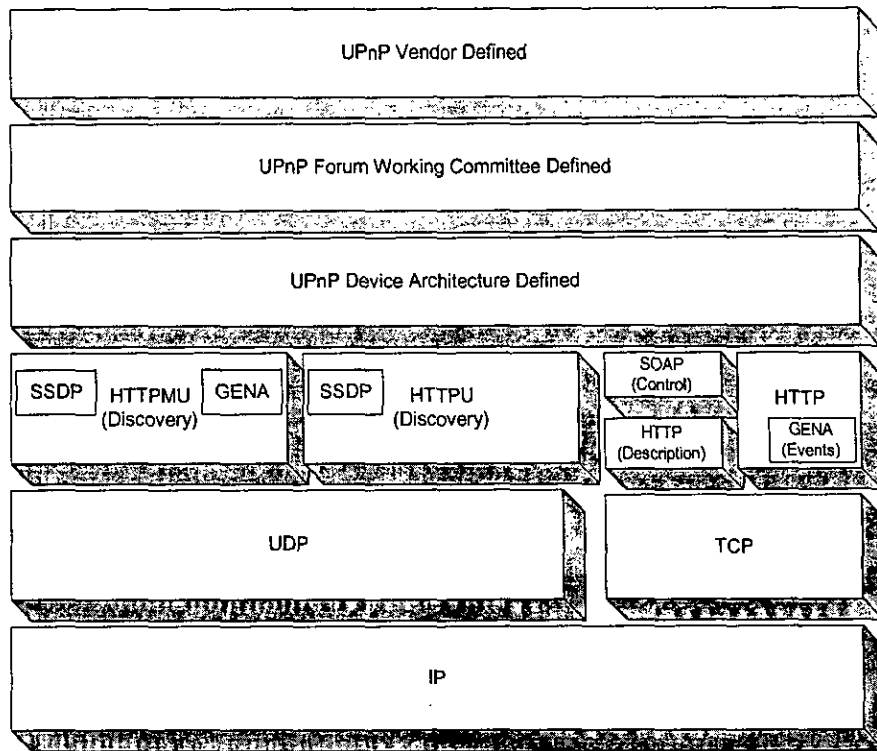 UPnP Vendor Defined
UPnP Forum Working Committee Defined
UPnP Device Architecture Defined
SSDP
HTTPMU
(Discovery)
GENA
SSDP
HTTPU
(Discovery)
SOAP
(Control)
HTTP
(Description)
HTTP
GENA
(Events)
UDP
TCP
IP